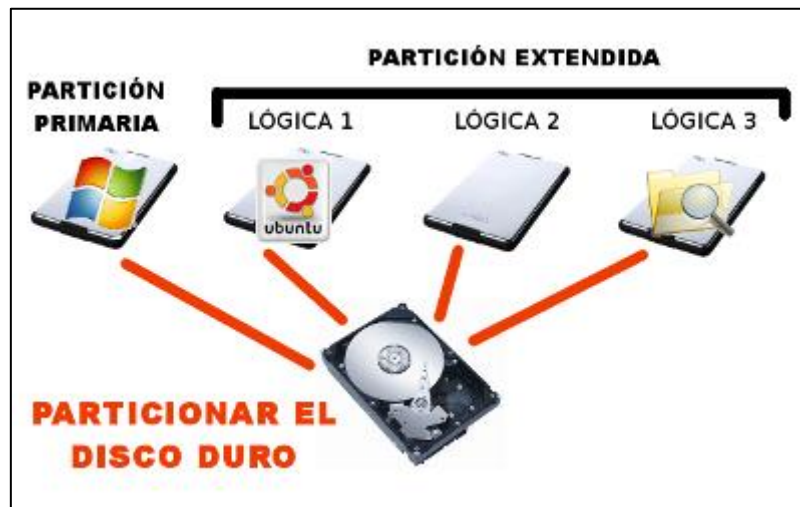 PARTICIÓN EXTENDIDA
PARTICIÓN
PRIMARIA
LÓGICA 1
LÓGICA 2
LÓGICA 3
ubuntu
PARTICIONAR EL
DISCO DURO